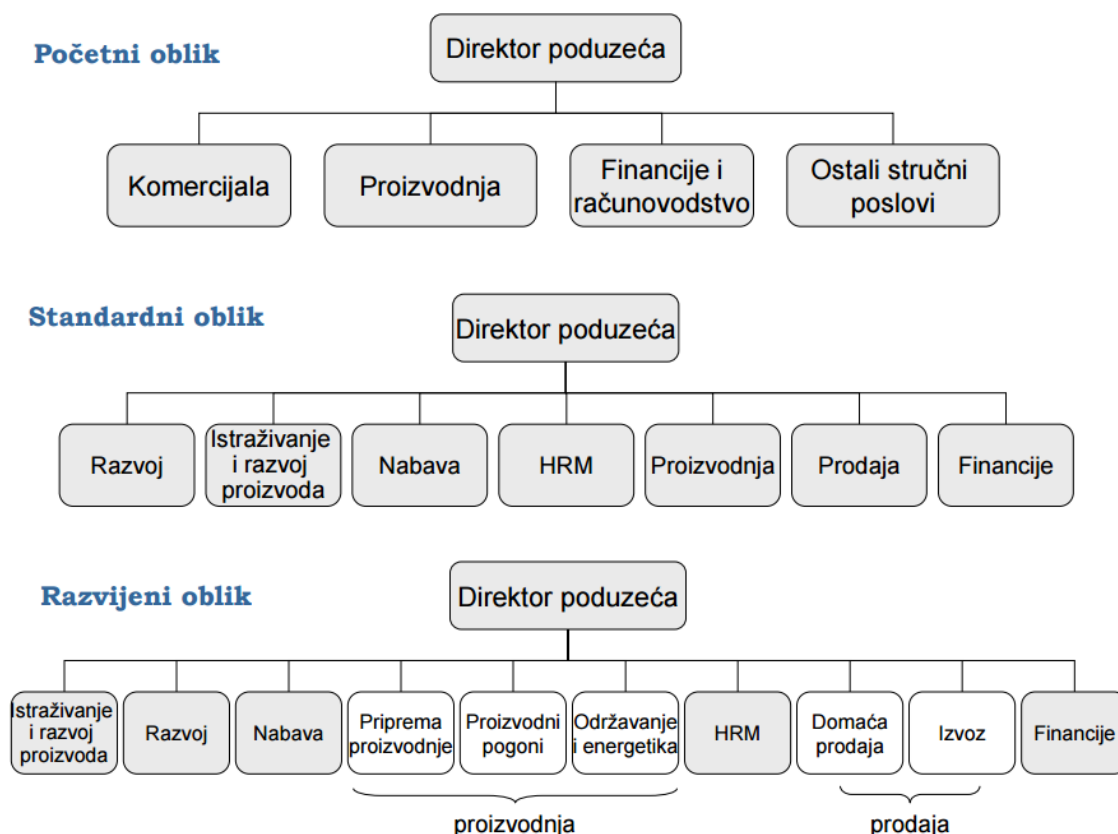 Početni oblik
Direktor poduzeća
Komercijala
Proizvodnja
Financije i
računovodstvo
Ostali stručni
poslovi
Standardni oblik
Direktor poduzeća
Razvoj
Istraživanje
i razvoj
proizvoda
Nabava
HRM
Proizvodnja
Prodaja
Financije
Razvijeni oblik
Direktor poduzeća
Istraživanje
i razvoj
proizvoda
Razvoj
Nabava
Priprema
proizvodnje
Proizvodni
pogoni
Održavanje
i energetika
HRM
Domaća
prodaja
Izvoz
Financije
proizvodnja
prodaja